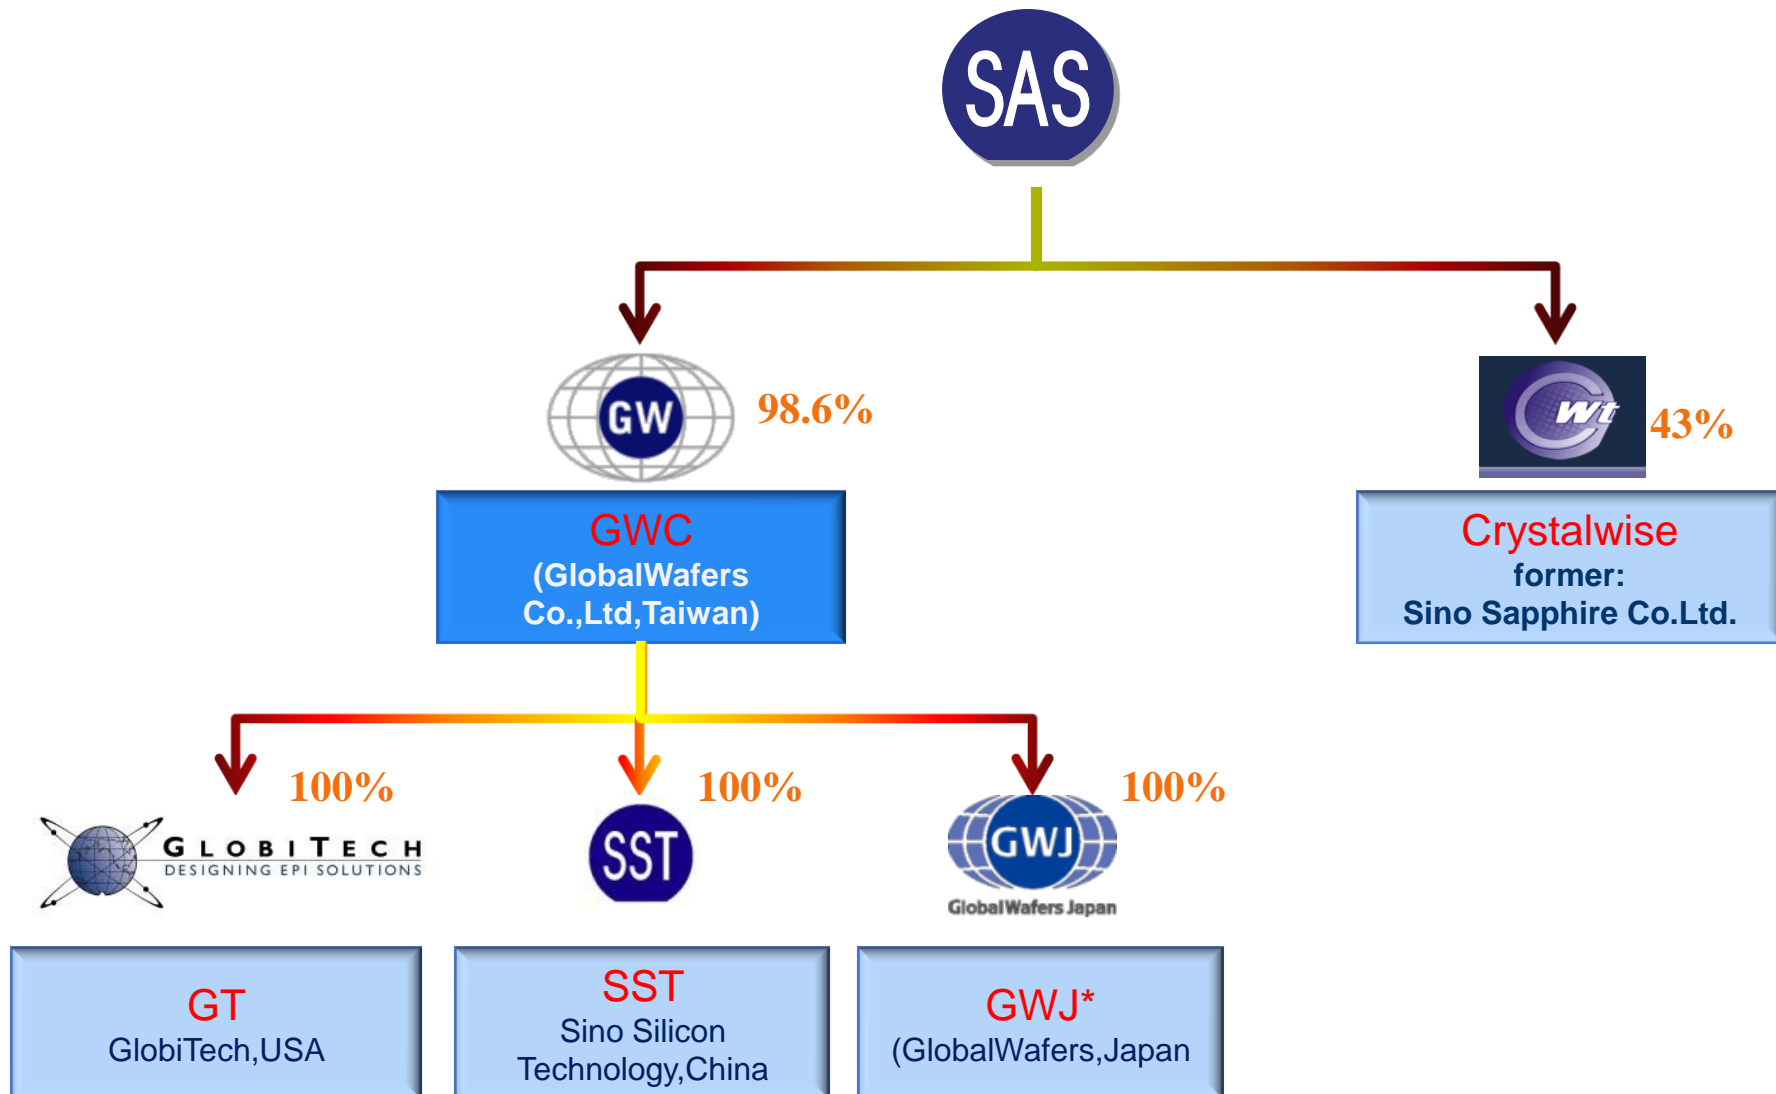 SAS
GW
98.6%
Wt
43%
GWC
(GlobalWafers
Co.,Ltd,Taiwan)
Crystalwise
former:
Sino Sapphire Co.Ltd.
100%
100%
100%
GLOBITECH
DESIGNING EPI SOLUTIONS
SST
GWJ
GlobalWafers Japan
GT
GlobiTech,USA
SST
Sino Silicon
Technology,China
GWJ*
(GlobalWafers,Japan